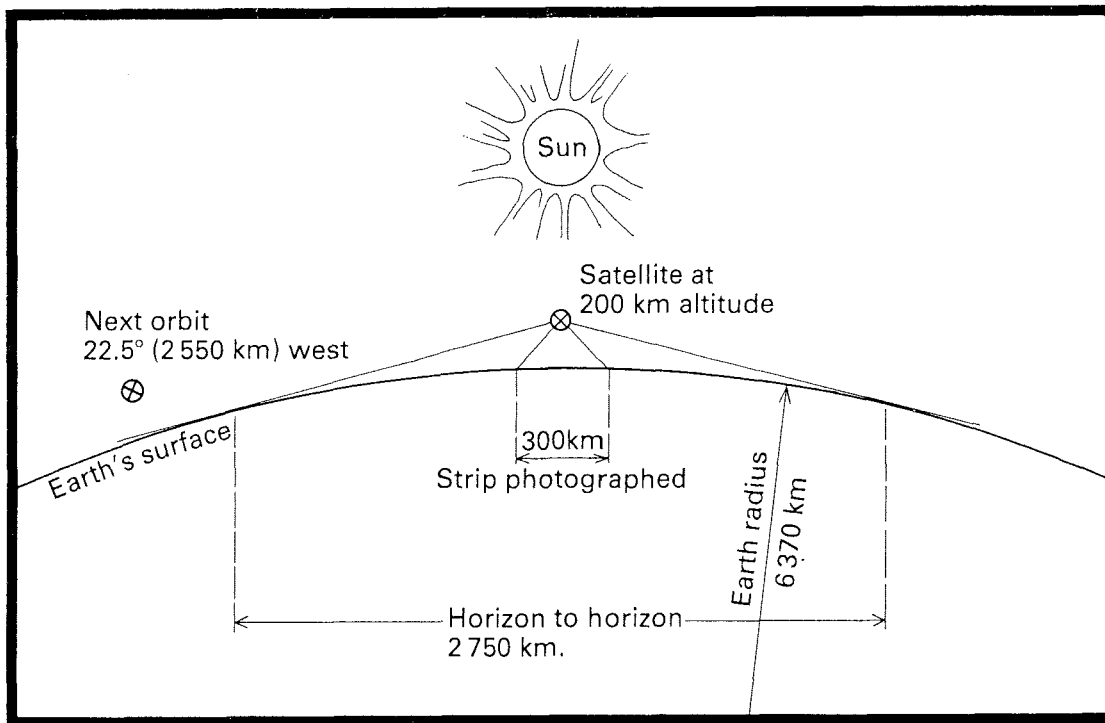 Sun
Satellite at
200 km altitude
Next orbit
22.5° (2 550 km) west
Earth's surface
300km
Strip photographed
Earth radius
6 370 km
Horizon to horizon
2 750 km.